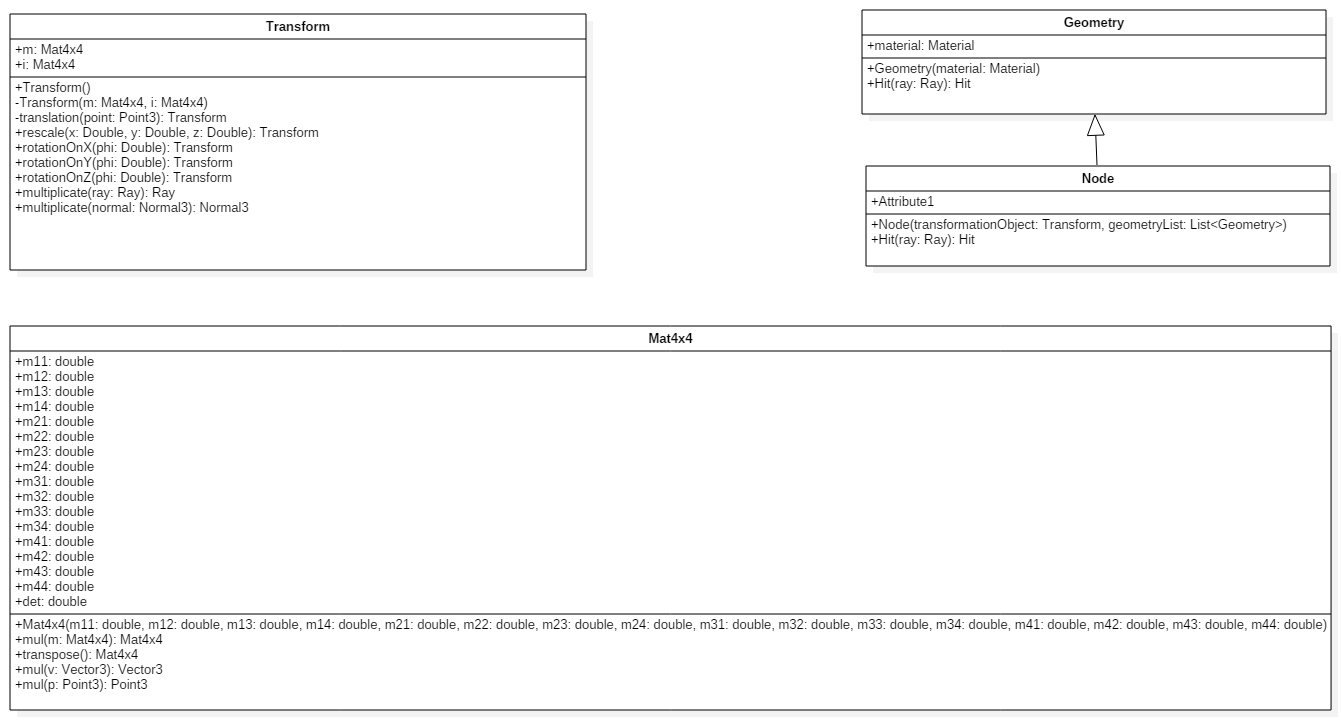 Transform
+m: Mat4x4
+i: Mat4x4
+Transform()
-Transform(m: Mat4x4, i: Mat4x4)
-translation(point: Point3): Transform
+rescale(x: Double, y: Double, z: Double): Transform
+rotationOnX(phi: Double): Transform
+rotationOnY(phi: Double): Transform
+rotationOnZ(phi: Double): Transform
+multiplicate(ray: Ray): Ray
+multiplicate(normal: Normal3): Normal3
Geometry
+material: Material
+Geometry(material: Material)
+Hit(ray: Ray): Hit
Node
+Attribute1
+Node(transformationObject: Transform, geometryList: List<Geometry>)
+Hit(ray: Ray): Hit
Mat4x4
+m11: double
+m12: double
+m13: double
+m14: double
+m21: double
+m22: double
+m23: double
+m24: double
+m31: double
+m32: double
+m33: double
+m34: double
+m41: double
+m42: double
+m43: double
+m44: double
+det: double
+Mat4x4(m11: double, m12: double, m13: double, m14: double, m21: double, m22: double, m23: double, m24: double, m31: double, m32: double, m33: double, m34: double, m41: double, m42: double, m43: double, m44: double)
+mul(m: Mat4x4): Mat4x4
+transpose(): Mat4x4
+mul(v: Vector3): Vector3
+mul(p: Point3): Point3